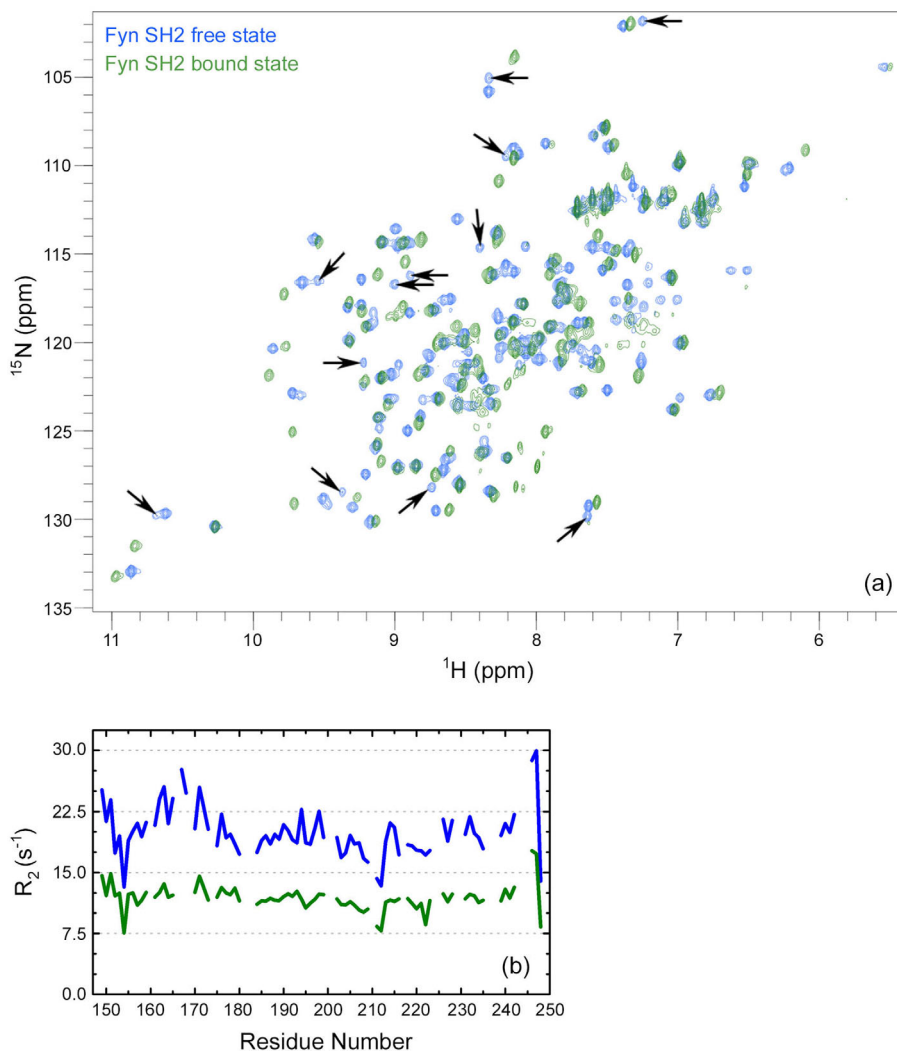 Fyn SH2 free state
Fyn SH2 bound state
105
110
115
120
125
130
135
15N (ppm)
(a)
11 10 9 8 7 6
1H (ppm)
30.0
22.5
15.0
7.5
0.0
R2 (s-1)
(b)
150 160 170 180 190 200 210 220 230 240 250
Residue Number